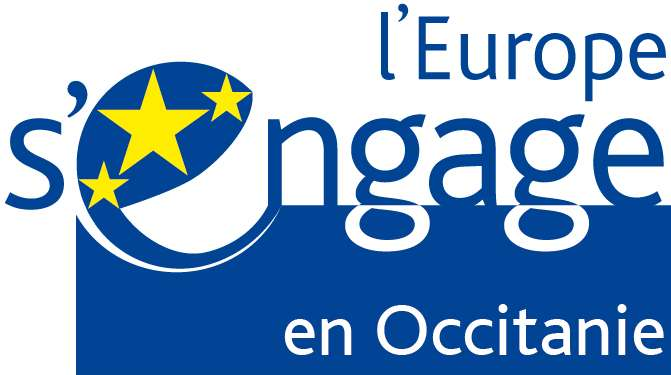 l’Europe
s’engage
en Occitanie